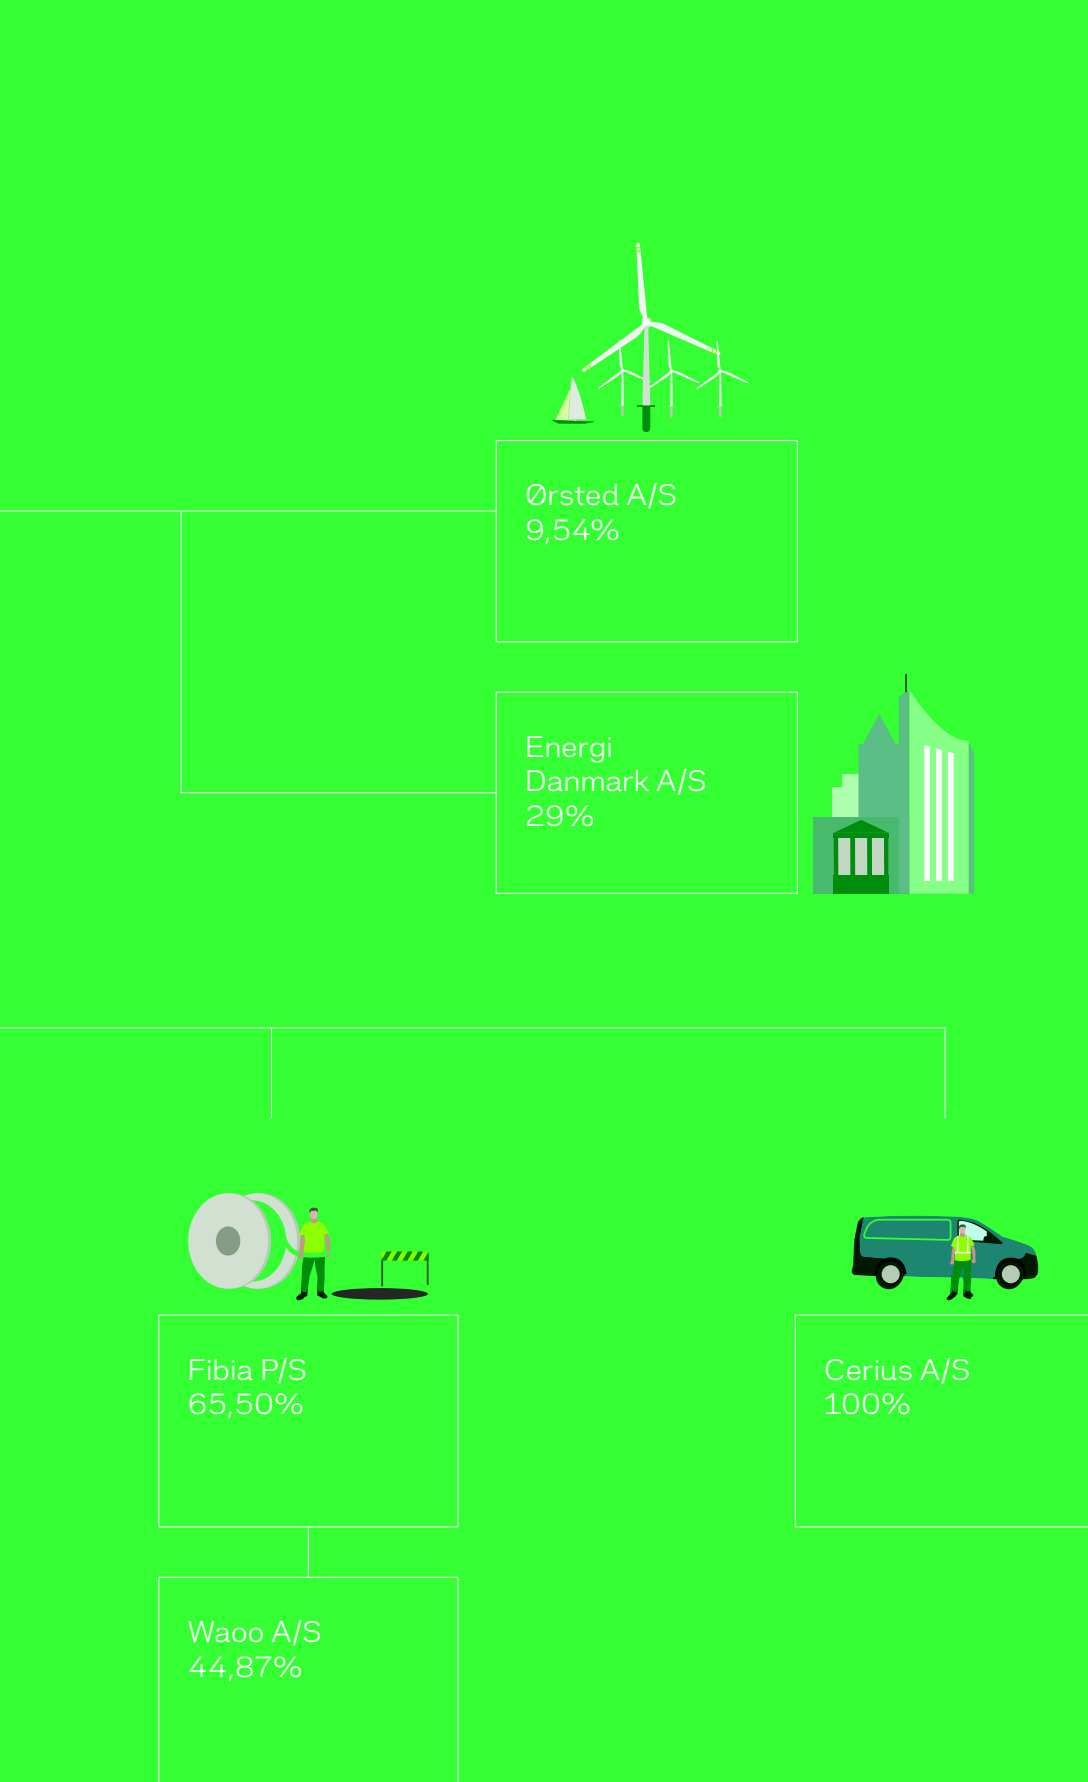 Ørsted A/S
9,54%
Energi
Danmark A/S
29%
Fibia P/S
65,50%
Cerius A/S
100%
Waoo A/S
44,87%